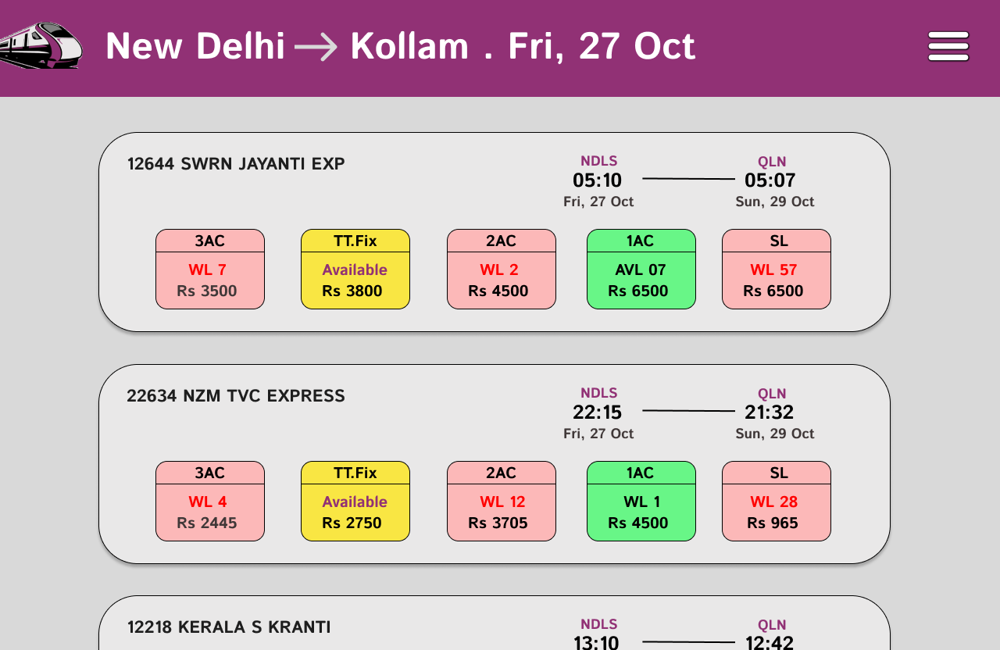 New Delhi → Kollam . Fri, 27 Oct
12644 SWRN JAYANTI EXP
NDLS QLN
05:10 05:07
Fri, 27 Oct Sun, 29 Oct
3AC TT.Fix 2AC 1AC SL
WL 7 Available WL 2 AVL 07 WL 57
Rs 3500 Rs 3800 Rs 4500 Rs 6500 Rs 6500
22634 NZM TVC EXPRESS
NDLS QLN
22:15 21:32
Fri, 27 Oct Sun, 29 Oct
3AC TT.Fix 2AC 1AC SL
WL 4 Available WL 12 WL 1 WL 28
Rs 2445 Rs 2750 Rs 3705 Rs 4500 Rs 965
12218 KERALA S KRANTI
NDLS QLN
13:10 12:42